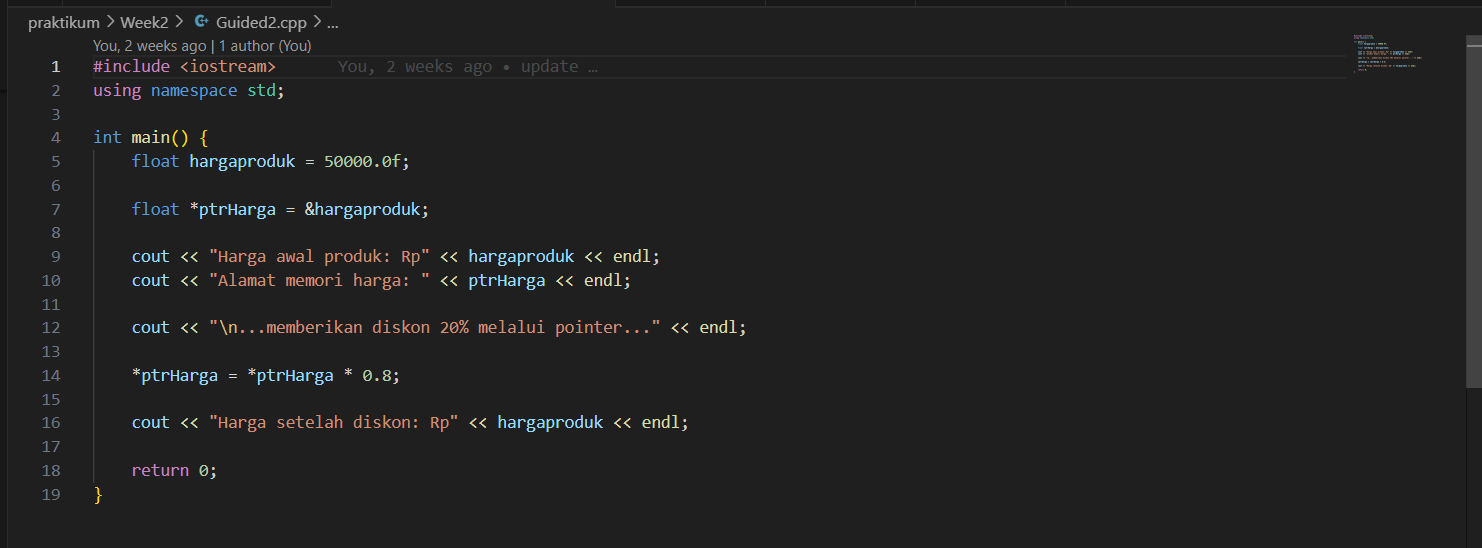 praktikum > Week2 > Guided2.cpp > ...
You, 2 weeks ago | 1 author (You)
1 #include <iostream> You, 2 weeks ago • update …
2 using namespace std;
3
4 int main() {
5     float hargaproduk = 50000.0f;
6
7     float *ptrHarga = &hargaproduk;
8
9     cout << "Harga awal produk: Rp" << hargaproduk << endl;
10     cout << "Alamat memori harga: " << ptrHarga << endl;
11
12     cout << "\n...memberikan diskon 20% melalui pointer..." << endl;
13
14     *ptrHarga = *ptrHarga * 0.8;
15
16     cout << "Harga setelah diskon: Rp" << hargaproduk << endl;
17
18     return 0;
19 }